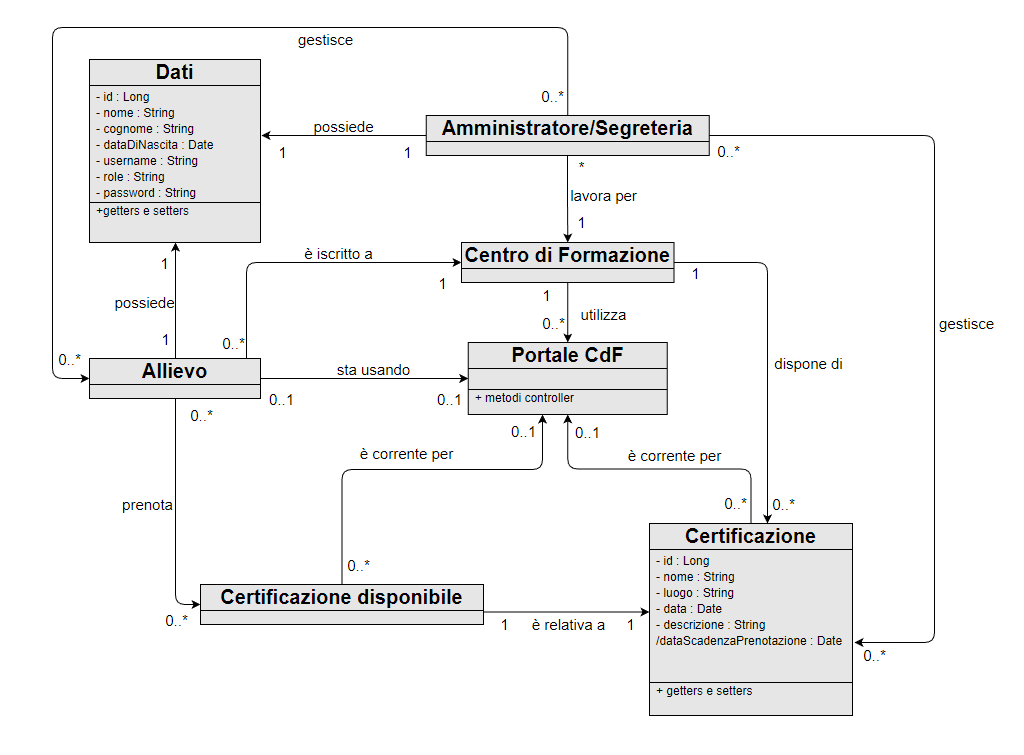 gestisce
0..*
Dati
- id : Long
- nome : String
- cognome : String
- dataDiNascita : Date
- username : String
- role : String
- password : String
+getters e setters
possiede
1
1
Amministratore/Segreteria
0..*
*
lavora per
1
è iscritto a
1
0..*
Centro di Formazione
1
1
utilizza
0..*
gestisce
1
possiede
1
dispone di
0..*
Allievo
0..*
sta usando
0..1
0..1
Portale CdF
+ metodi controller
0..1
0..1
è corrente per
è corrente per
prenota
0..*
0..*
0..*
Certificazione
- id : Long
- nome : String
- luogo : String
- data : Date
- descrizione : String
/dataScadenzaPrenotazione : Date
+ getters e setters
0..*
Certificazione disponibile
0..*
1
è relativa a
1
0..*